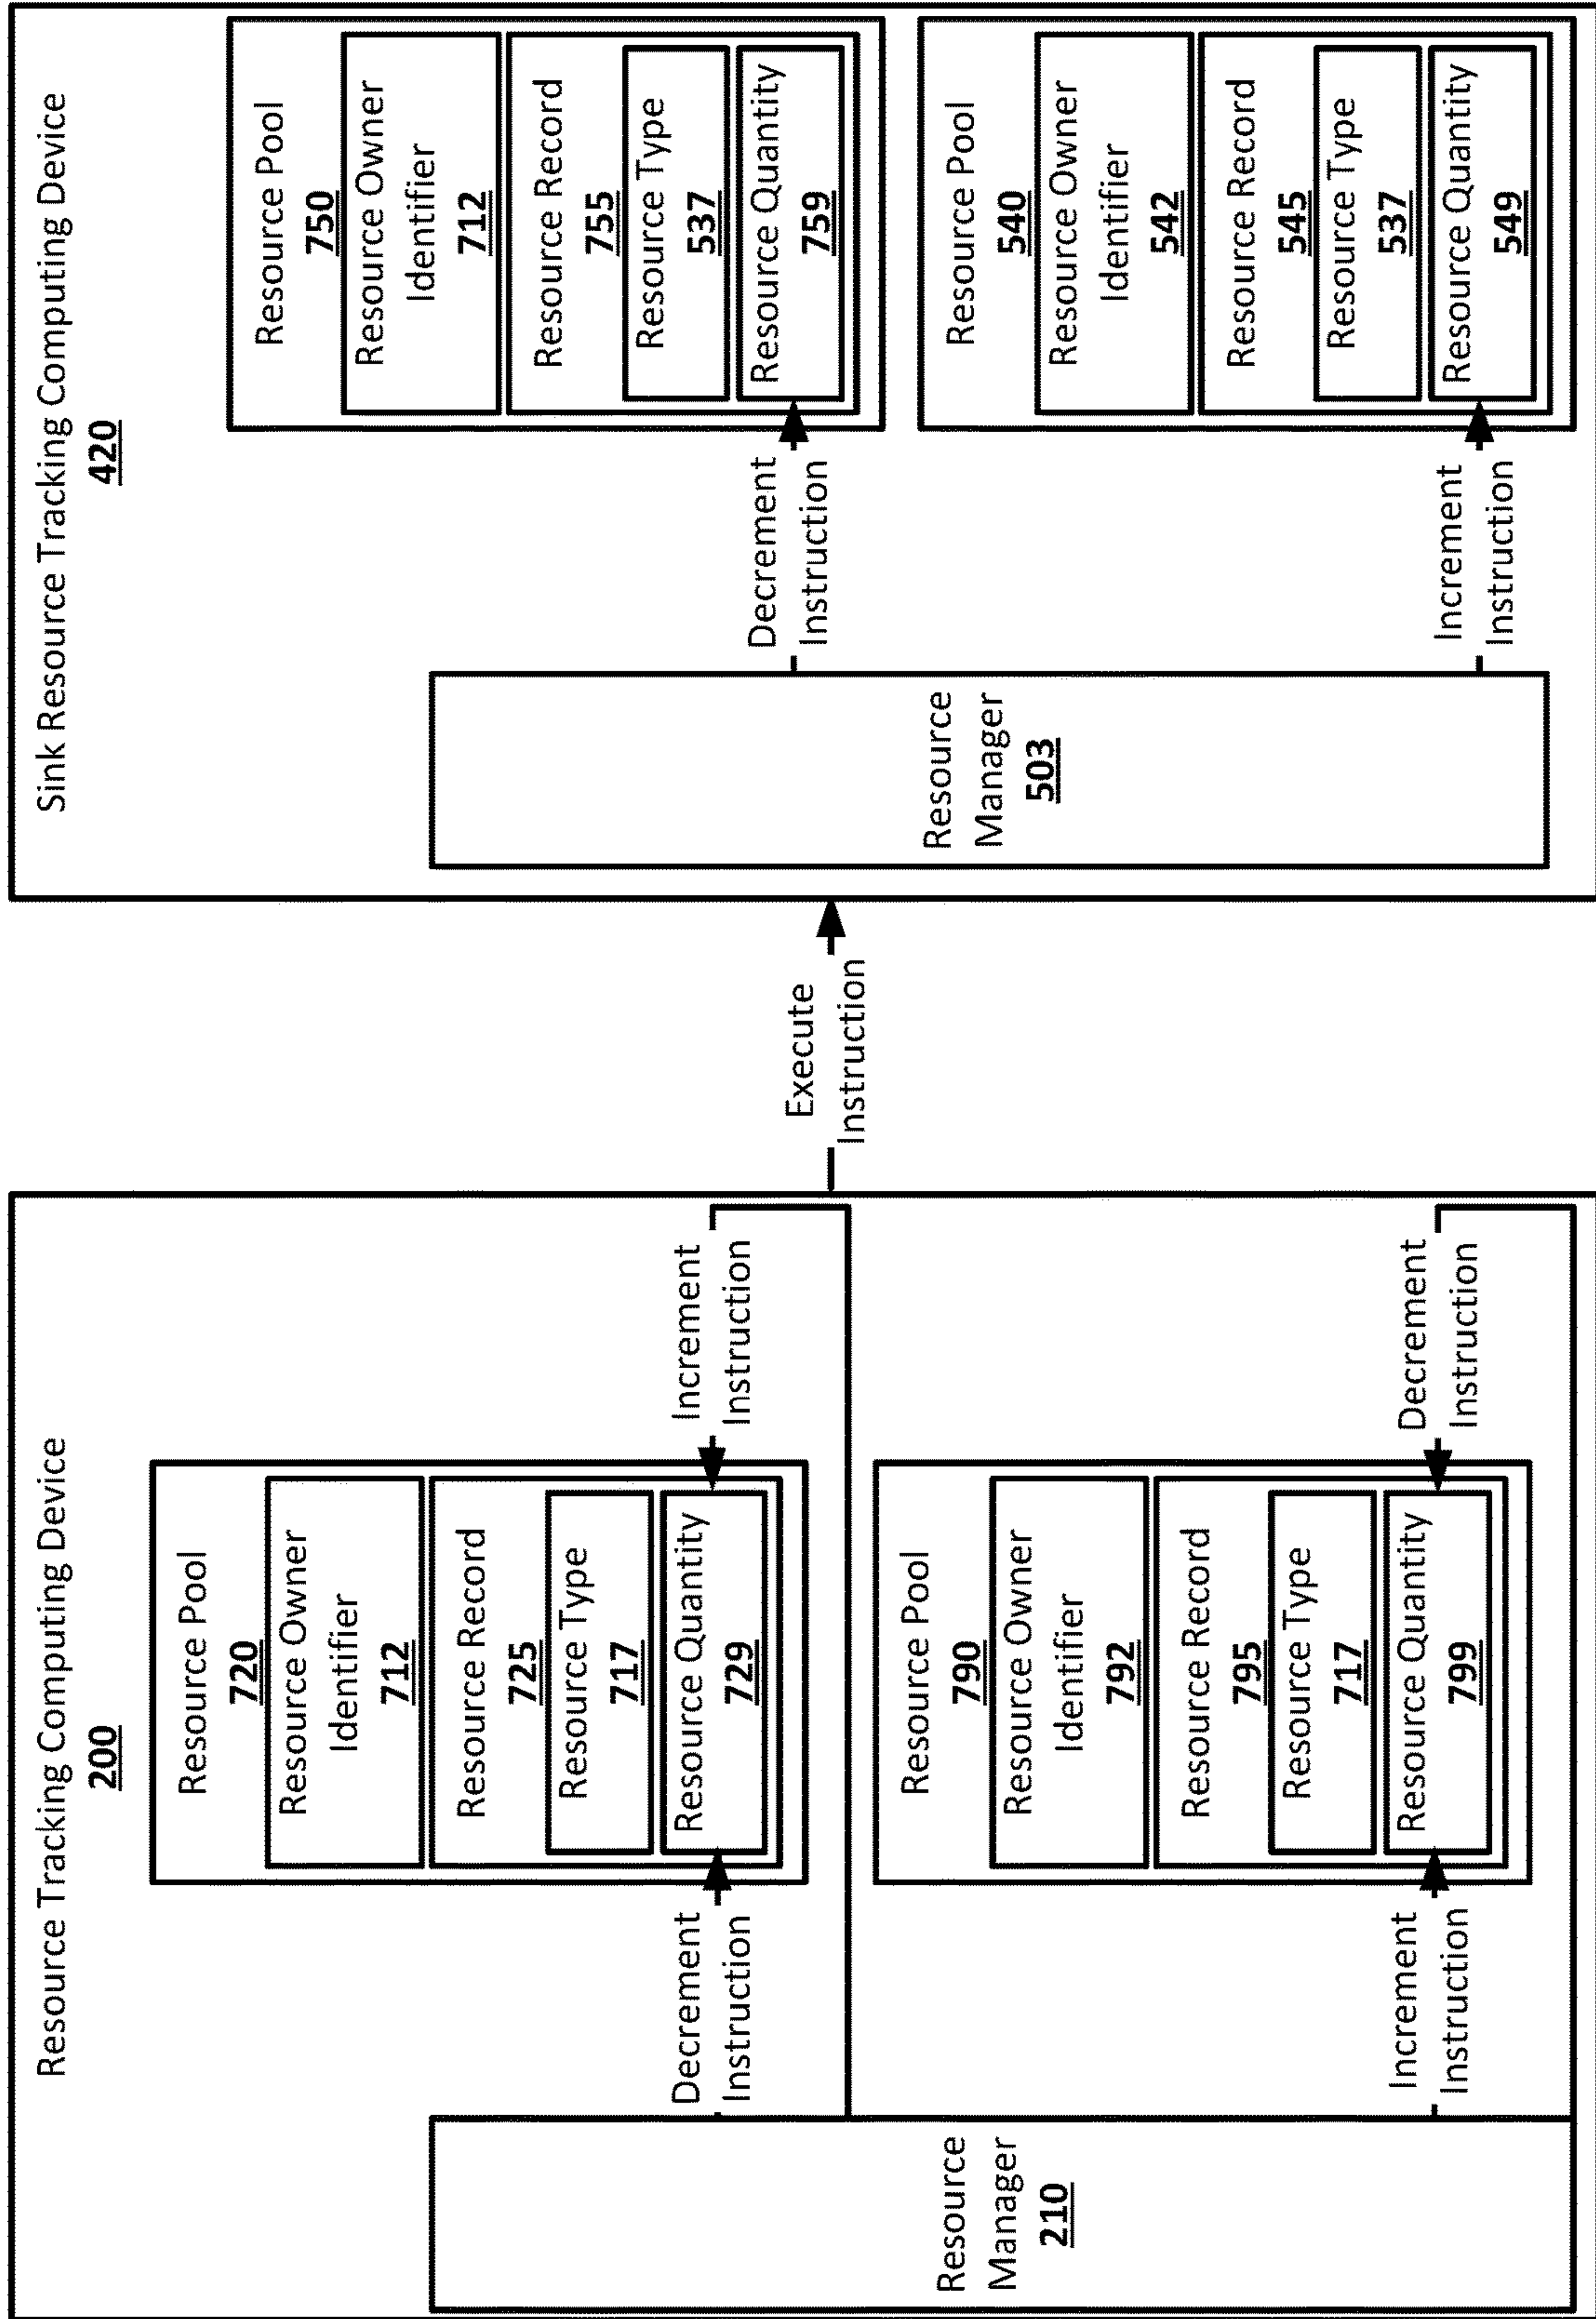 Resource Tracking Computing Device
200
Resource Manager
210
Decrement
Instruction
Resource Pool
720
Resource Owner
Identifier
712
Resource Record
725
Resource Type
717
Resource Quantity
729
Increment
Instruction
Increment
Instruction
Resource Pool
790
Resource Owner
Identifier
792
Resource Record
795
Resource Type
717
Resource Quantity
799
Decrement
Instruction
Execute
Instruction
Sink Resource Tracking Computing Device
420
Resource
Manager
503
Decrement
Instruction
Resource Pool
750
Resource Owner
Identifier
712
Resource Record
755
Resource Type
537
Resource Quantity
759
Increment
Instruction
Resource Pool
540
Resource Owner
Identifier
542
Resource Record
545
Resource Type
537
Resource Quantity
549